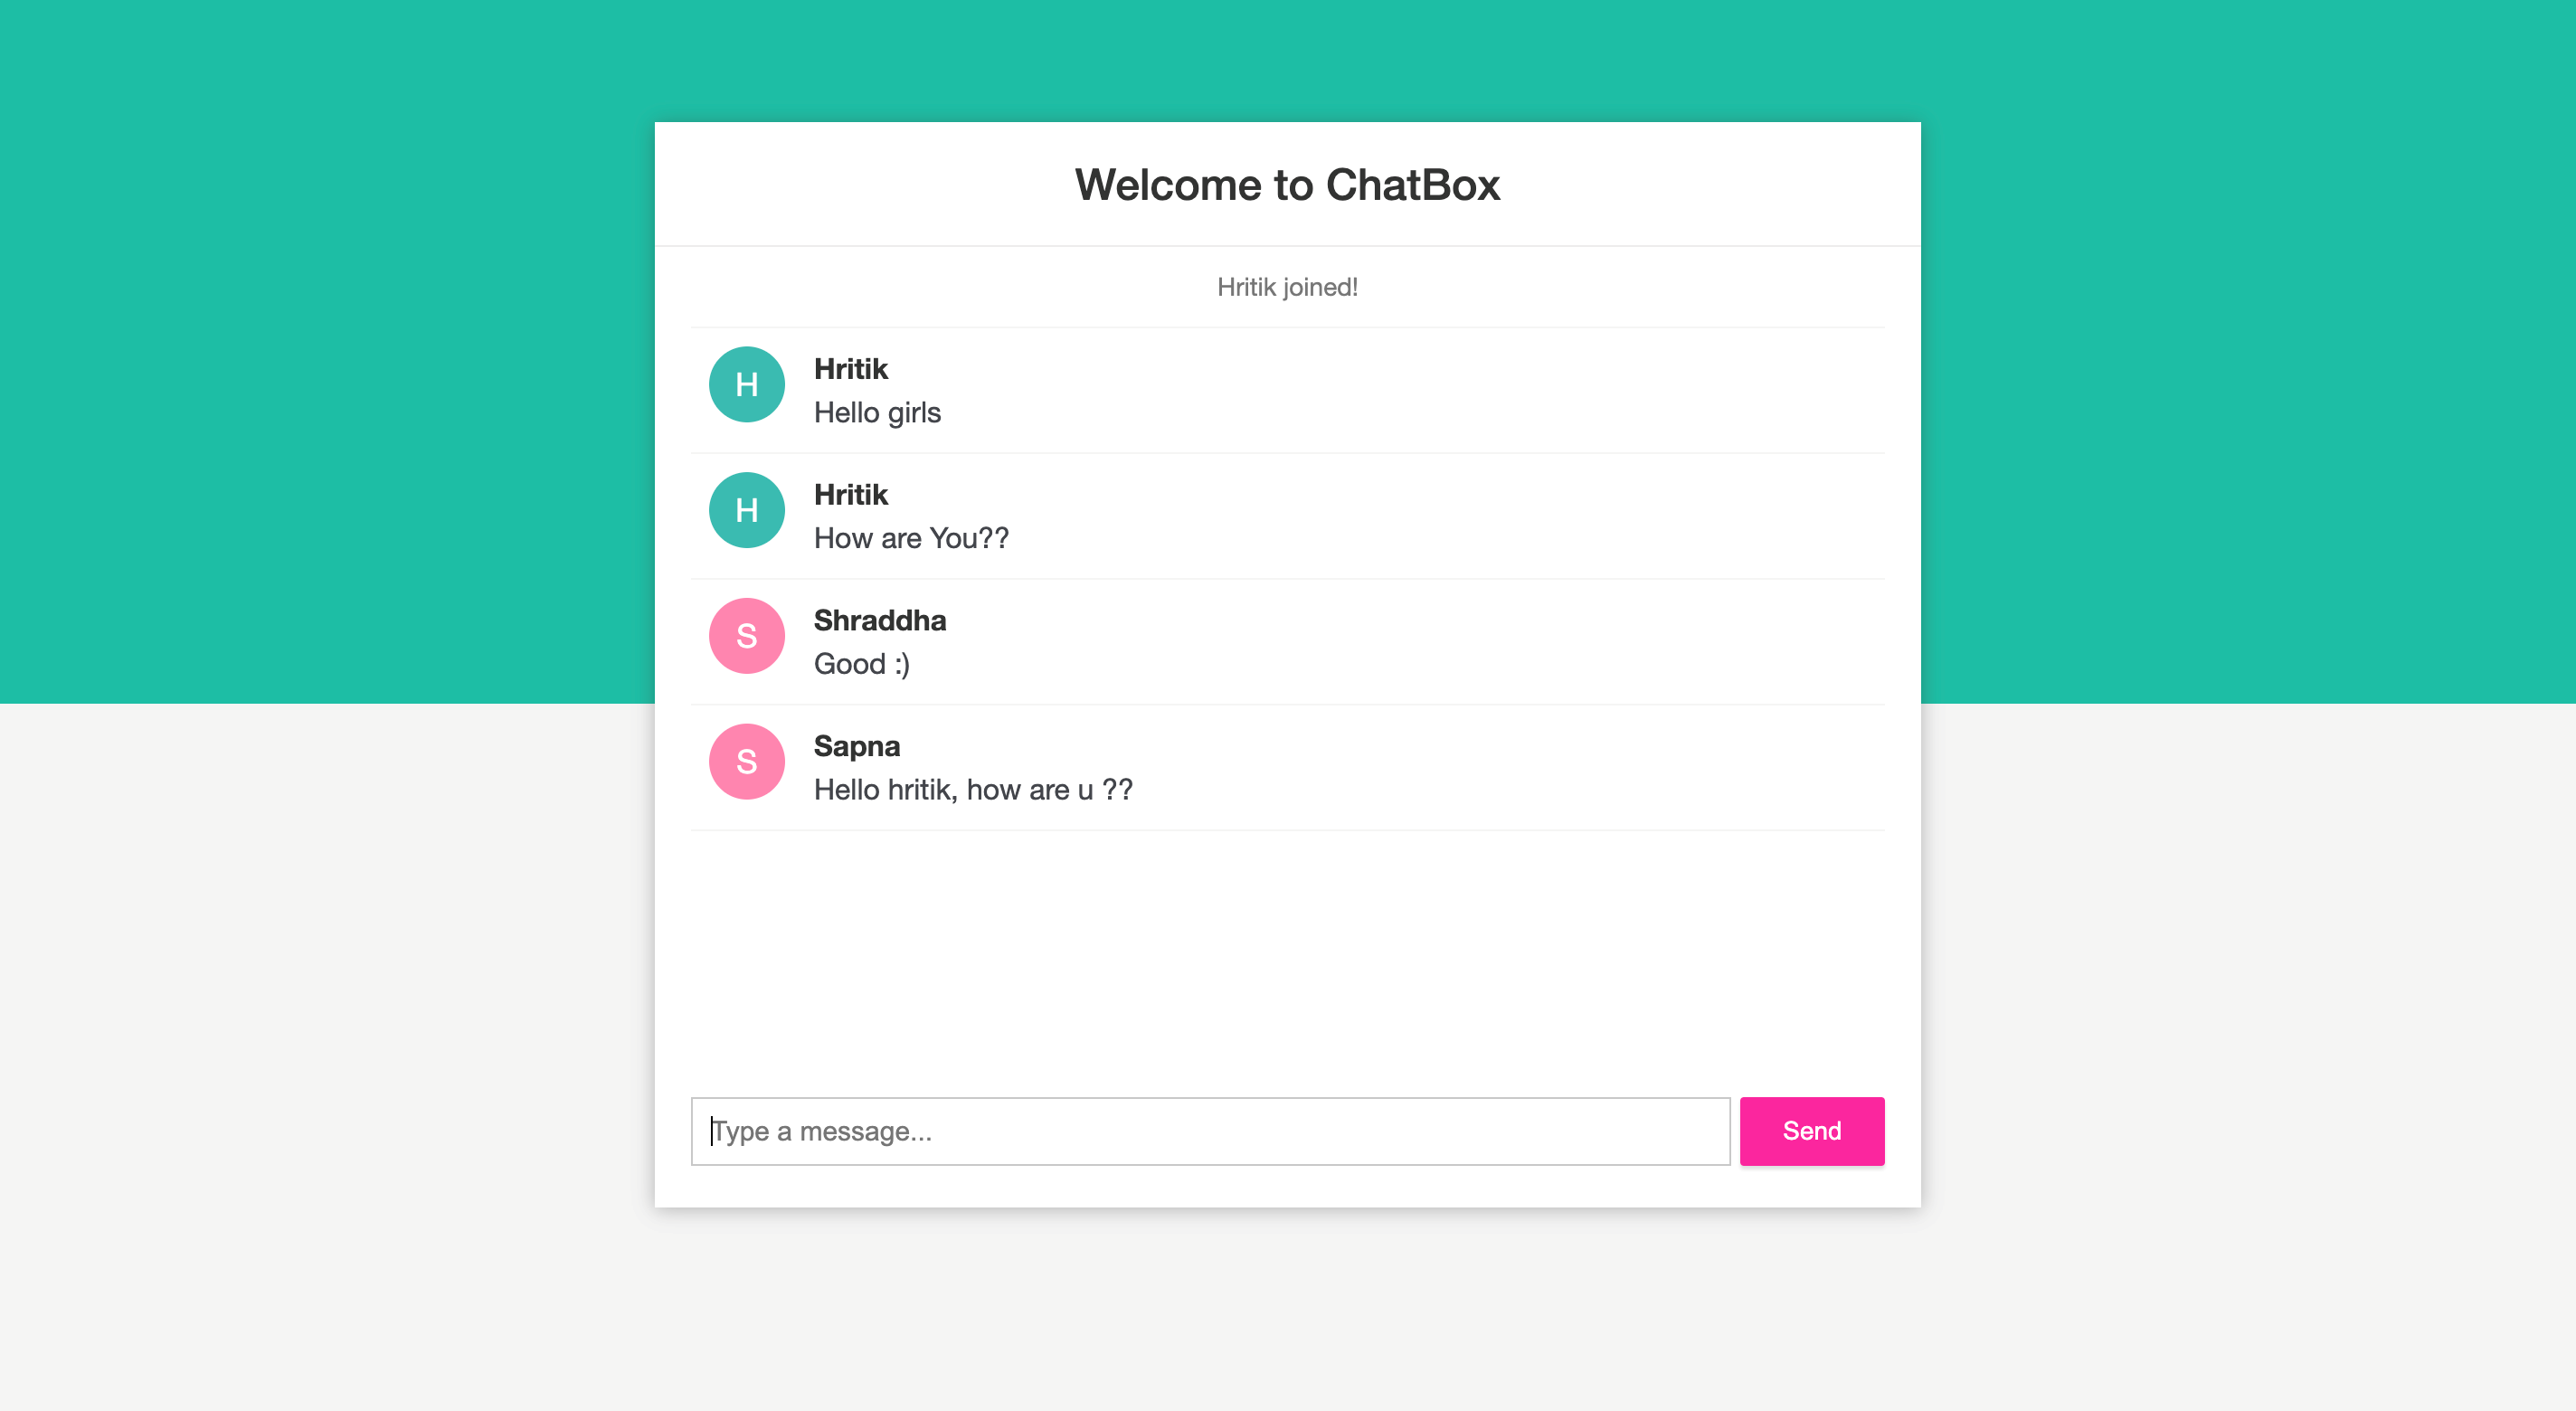 Welcome to ChatBox
Hritik joined!
H
Hritik
Hello girls
H
Hritik
How are You??
S
Shraddha
Good :)
S
Sapna
Hello hritik, how are u ??
Type a message...
Send